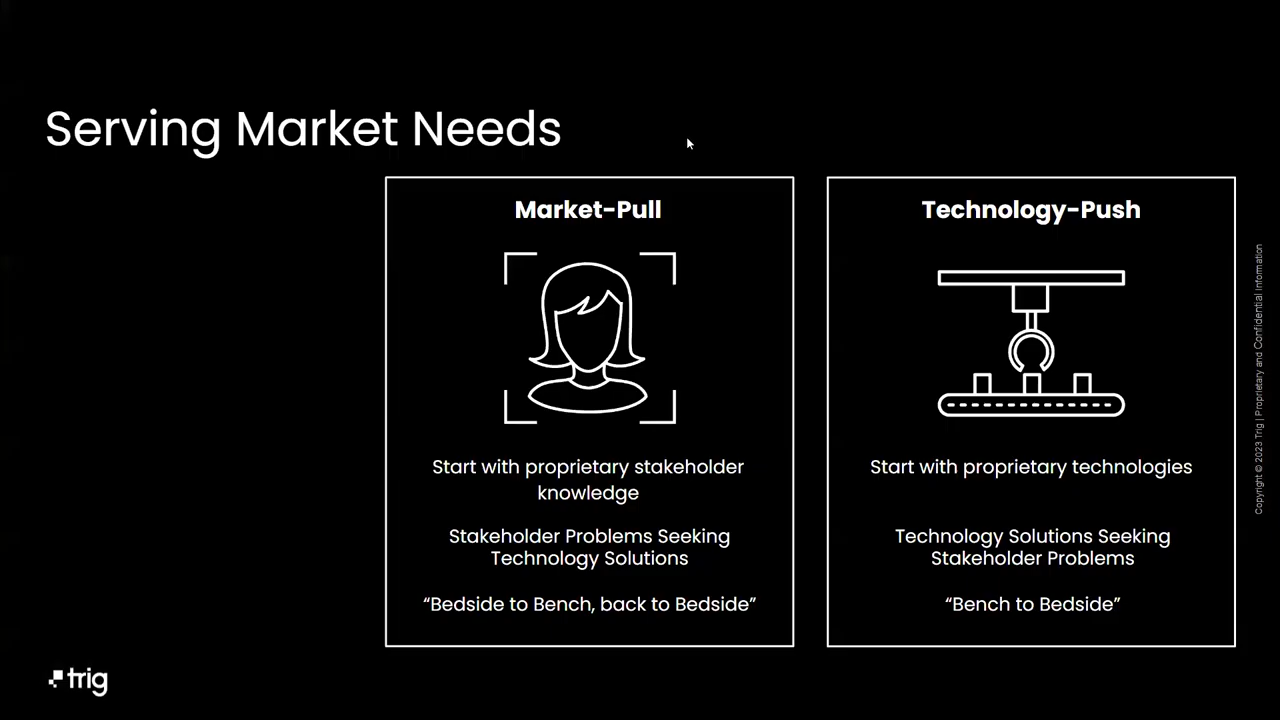 Serving Market Needs
Market-Pull
Start with proprietary stakeholder
knowledge
Stakeholder Problems Seeking
Technology Solutions
“Bedside to Bench, back to Bedside”
Technology-Push
Start with proprietary technologies
Technology Solutions Seeking
Stakeholder Problems
“Bench to Bedside”
Copyright © 2023 Trig | Proprietary and Confidential Information
trig